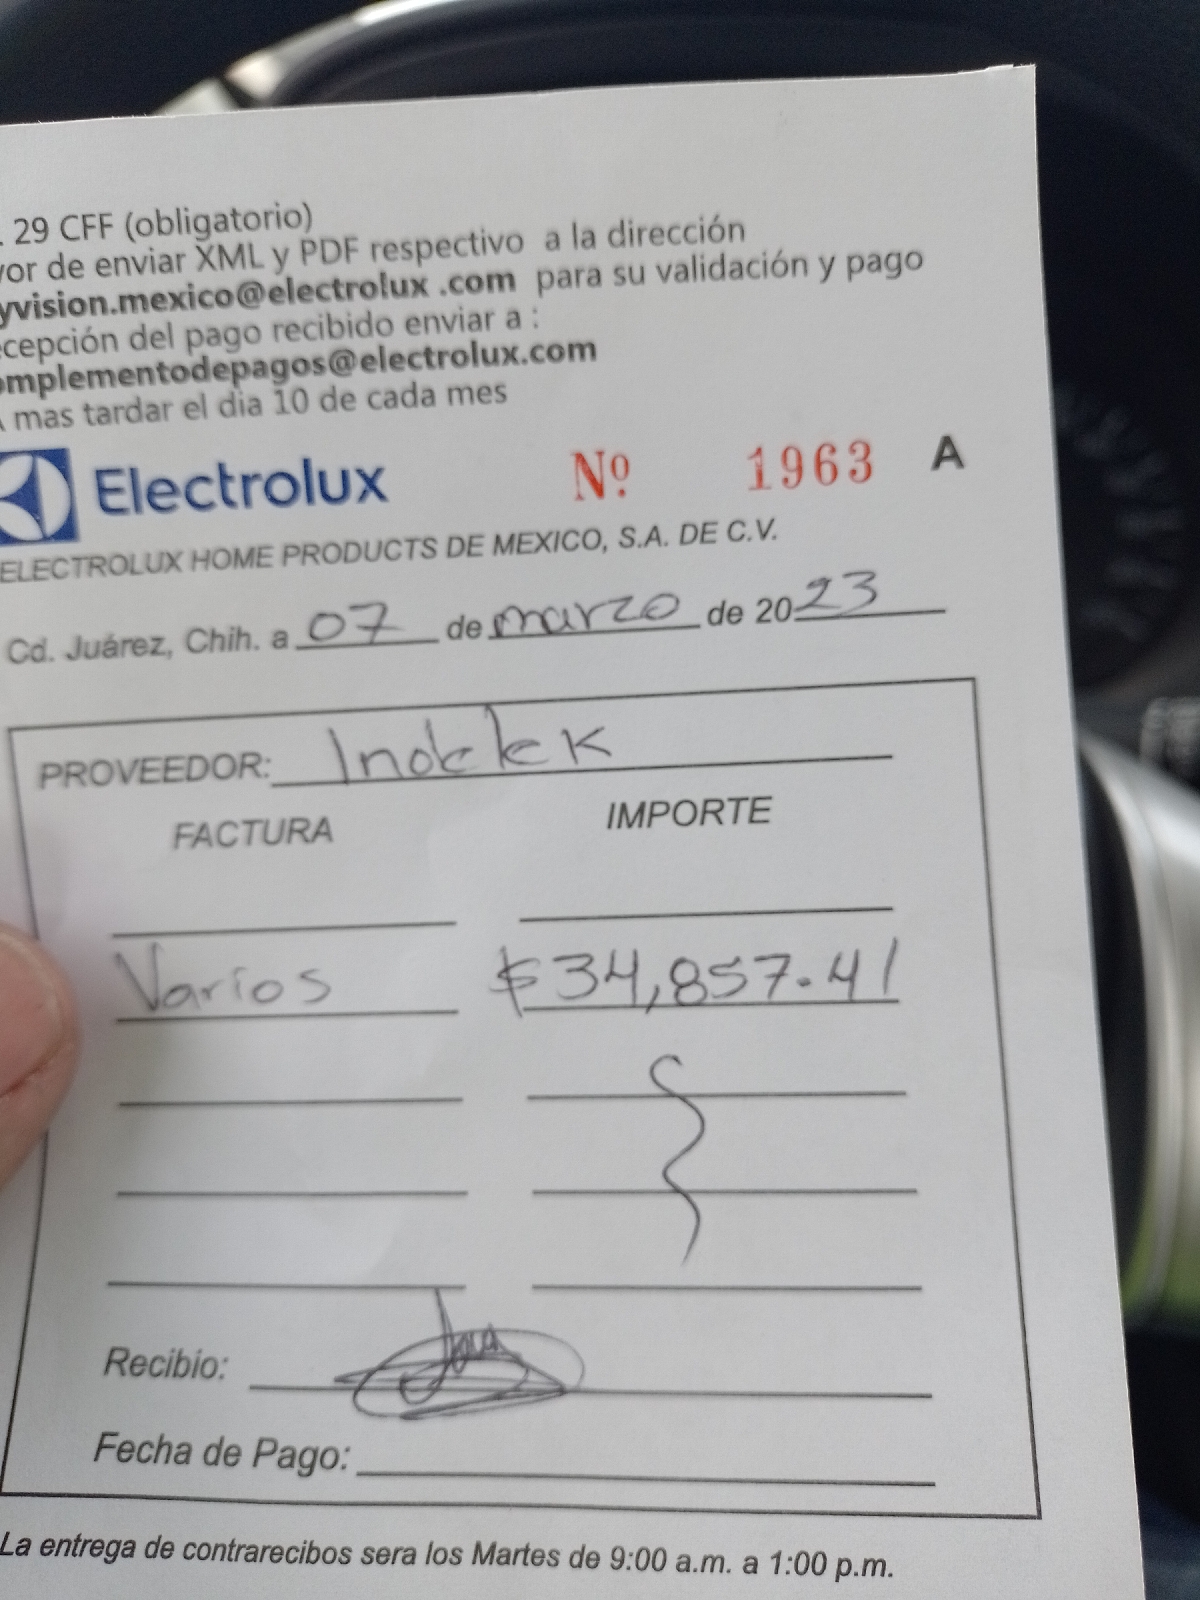 . 29 CFF (obligatorio)
vor de enviar XML y PDF respectivo a la dirección
yvision.mexico@electrolux .com para su validación y pago
ecepción del pago recibido enviar a :
omplementodepagos@electrolux.com
A mas tardar el dia 10 de cada mes
Electrolux Nº 1963 A
ELECTROLUX HOME PRODUCTS DE MEXICO, S.A. DE C.V.
Cd. Juárez, Chih. a 07 de marzo de 2023
PROVEEDOR:
FACTURA IMPORTE
Varios $34,857.41
Recibio:
Fecha de Pago:
La entrega de contrarecibos sera los Martes de 9:00 a.m. a 1:00 p.m.